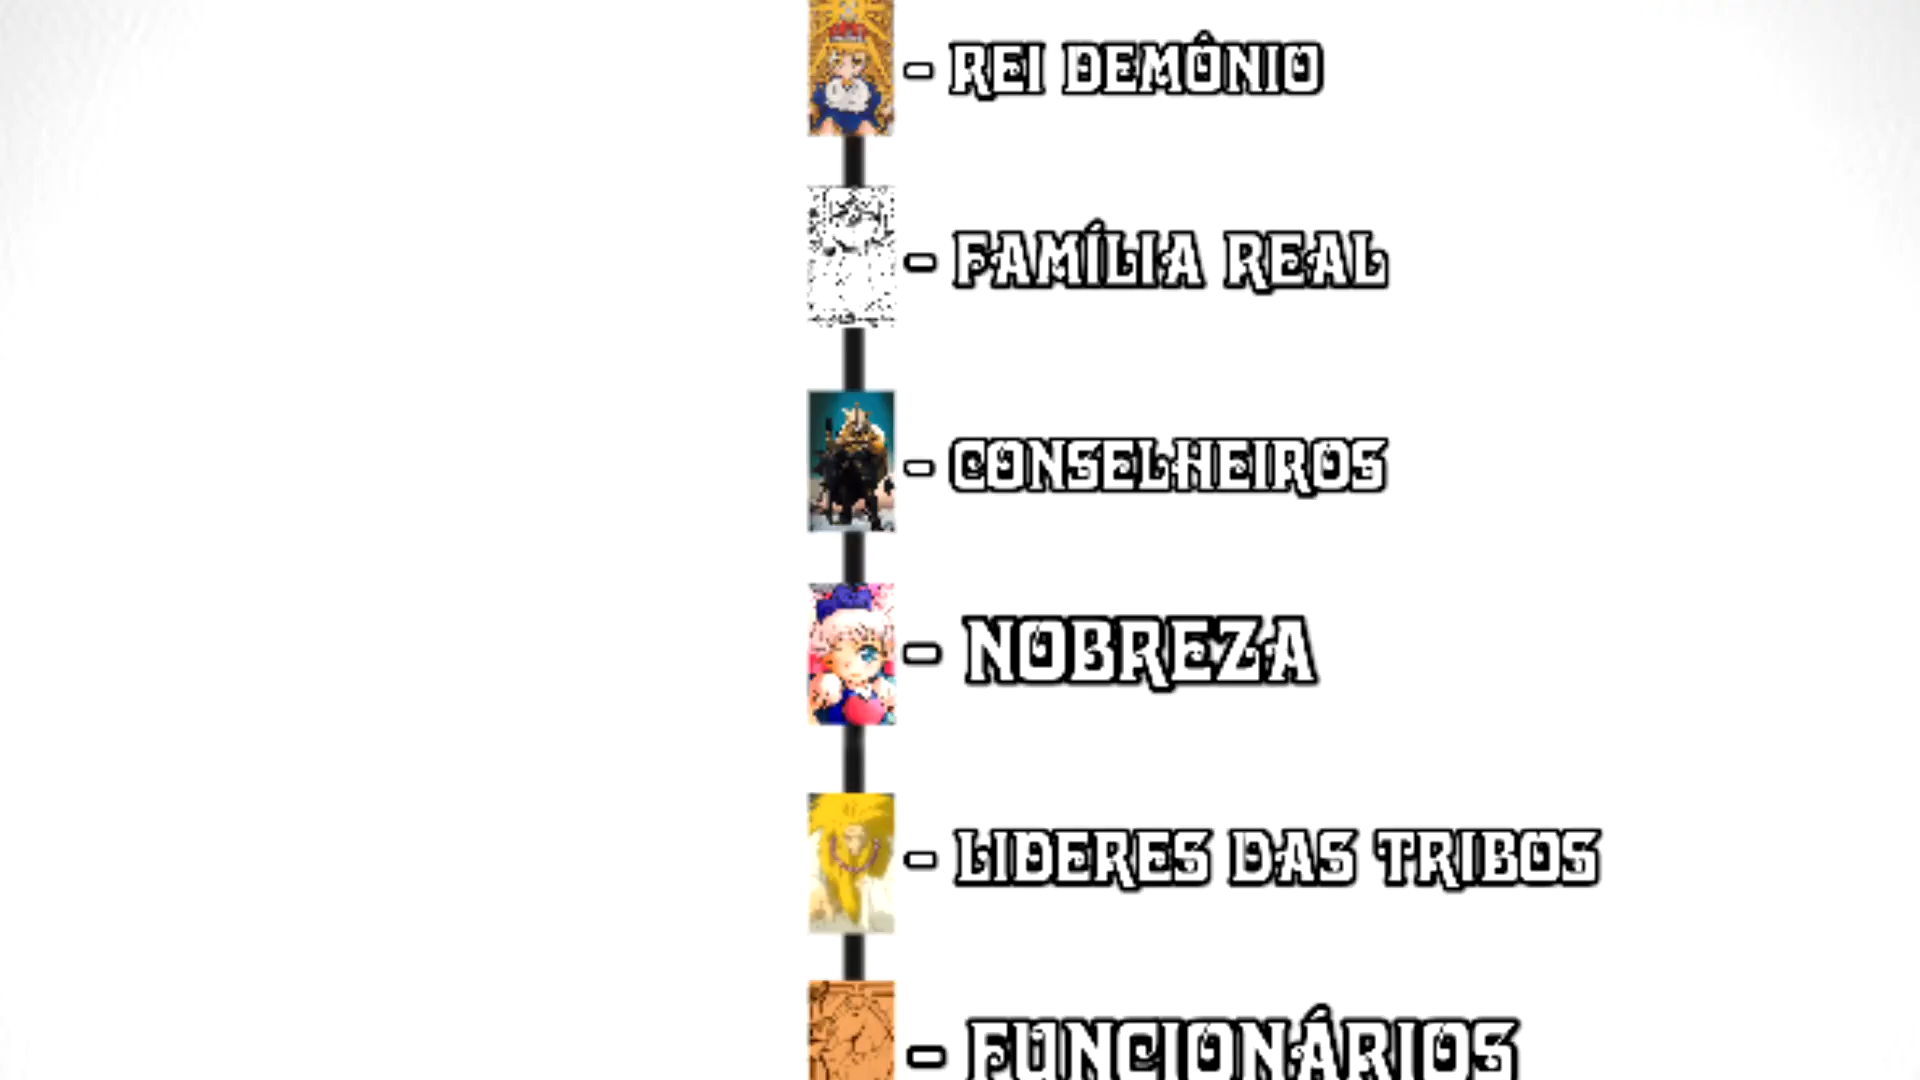 - REI DEMÔNIO
- FAMÍLIA REAL
- CONSELHEIROS
- NOBREZA
- LIDERES DAS TRIBOS
- FUNCIONÁRIOS